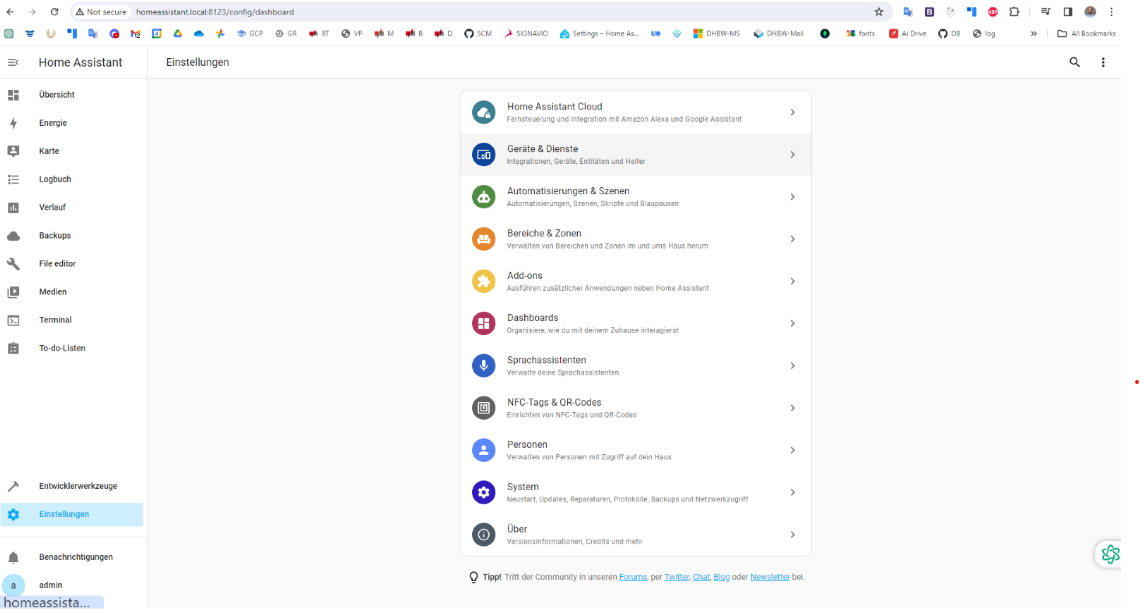 Not secure homeassistant.local:8123/config/dashboard
GCP GR BT VP M B D SCM SIGNAVIO Settings – Home As... DHBW-MS DHBW-Mail fonts Ai Drive DB log » All Bookmarks
Home Assistant
Einstellungen
Übersicht
Energie
Karte
Logbuch
Verlauf
Backups
File editor
Medien
Terminal
To-do-Listen
Entwicklerwerkzeuge
Einstellungen
Benachrichtigungen
a admin
homeassista...
Home Assistant Cloud
Fernsteuerung und Integration mit Amazon Alexa und Google Assistant
Geräte & Dienste
Integrationen, Geräte, Entitäten und Helfer
Automatisierungen & Szenen
Automatisierungen, Szenen, Skripte und Blaupausen
Bereiche & Zonen
Verwalten von Bereichen und Zonen im und ums Haus herum
Add-ons
Ausführen zusätzlicher Anwendungen neben Home Assistant
Dashboards
Organisiere, wie du mit deinem Zuhause interagierst
Sprachassistenten
Verwalte deine Sprachassistenten
NFC-Tags & QR-Codes
Einrichten von NFC-Tags und QR-Codes
Personen
Verwalten von Personen mit Zugriff auf dein Haus
System
Neustart, Updates, Reparaturen, Protokolle, Backups und Netzwerkzugriff
Über
Versionsinformationen, Credits und mehr
Tipp! Tritt der Community in unseren Forums, per Twitter, Chat, Blog oder Newsletter bei.